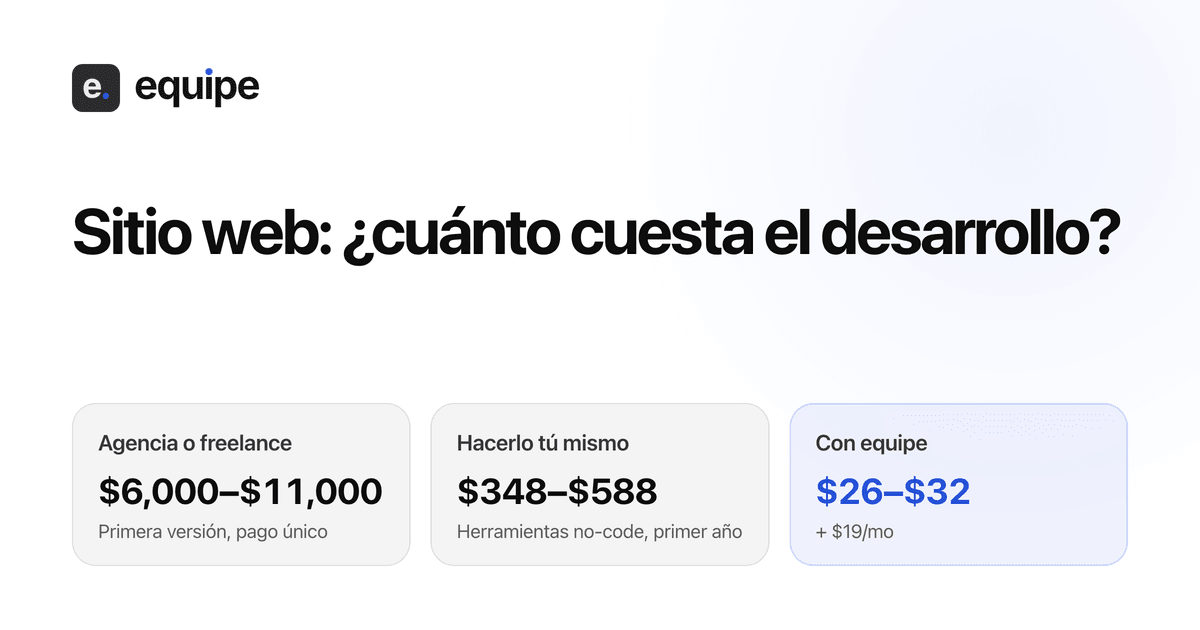 e. equipe
Sitio web: ¿cuánto cuesta el desarrollo?
Agencia o freelance
$6,000–$11,000
Primera versión, pago único
Hacerlo tú mismo
$348–$588
Herramientas no-code, primer año
Con equipe
$26–$32
+ $19/mo